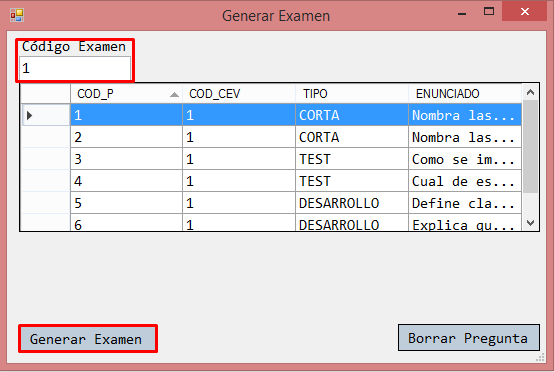 Generar Examen
Código Examen
1
COD_P COD_CEV TIPO ENUNCIADO
1 1 CORTA Nombra las...
2 1 CORTA Nombra las...
3 1 TEST Como se im...
4 1 TEST Cual de es...
5 1 DESARROLLO Define cla...
6 1 DESARROLLO Explica qu...
Generar Examen Borrar Pregunta